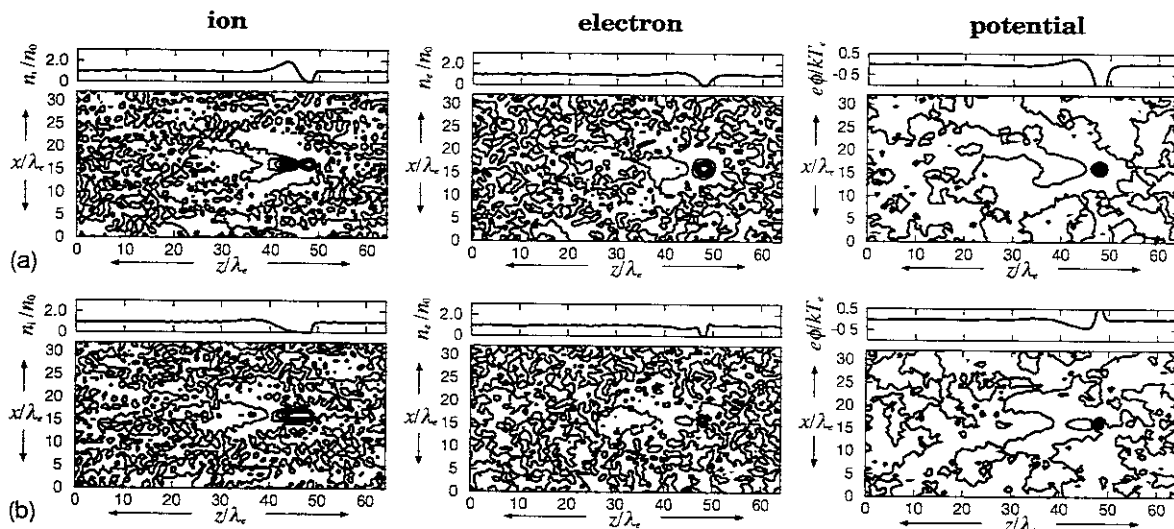 ion electron potential
n_i/n_0 2.0 0
n_e/n_0 2.0 0
eφ/kT_e 0.5 -0.5
x/λ_e 30 25 20 15 10 5 0
x/λ_e 30 25 20 15 10 5 0
x/λ_e 30 25 20 15 10 5 0
0 10 20 30 40 50 60
0 10 20 30 40 50 60
0 10 20 30 40 50 60
(a) z/λ_e z/λ_e z/λ_e
n_i/n_0 2.0 0
n_e/n_0 2.0 0
eφ/kT_e 0.5 -0.5
x/λ_e 30 25 20 15 10 5 0
x/λ_e 30 25 20 15 10 5 0
x/λ_e 30 25 20 15 10 5 0
0 10 20 30 40 50 60
0 10 20 30 40 50 60
0 10 20 30 40 50 60
(b) z/λ_e z/λ_e z/λ_e